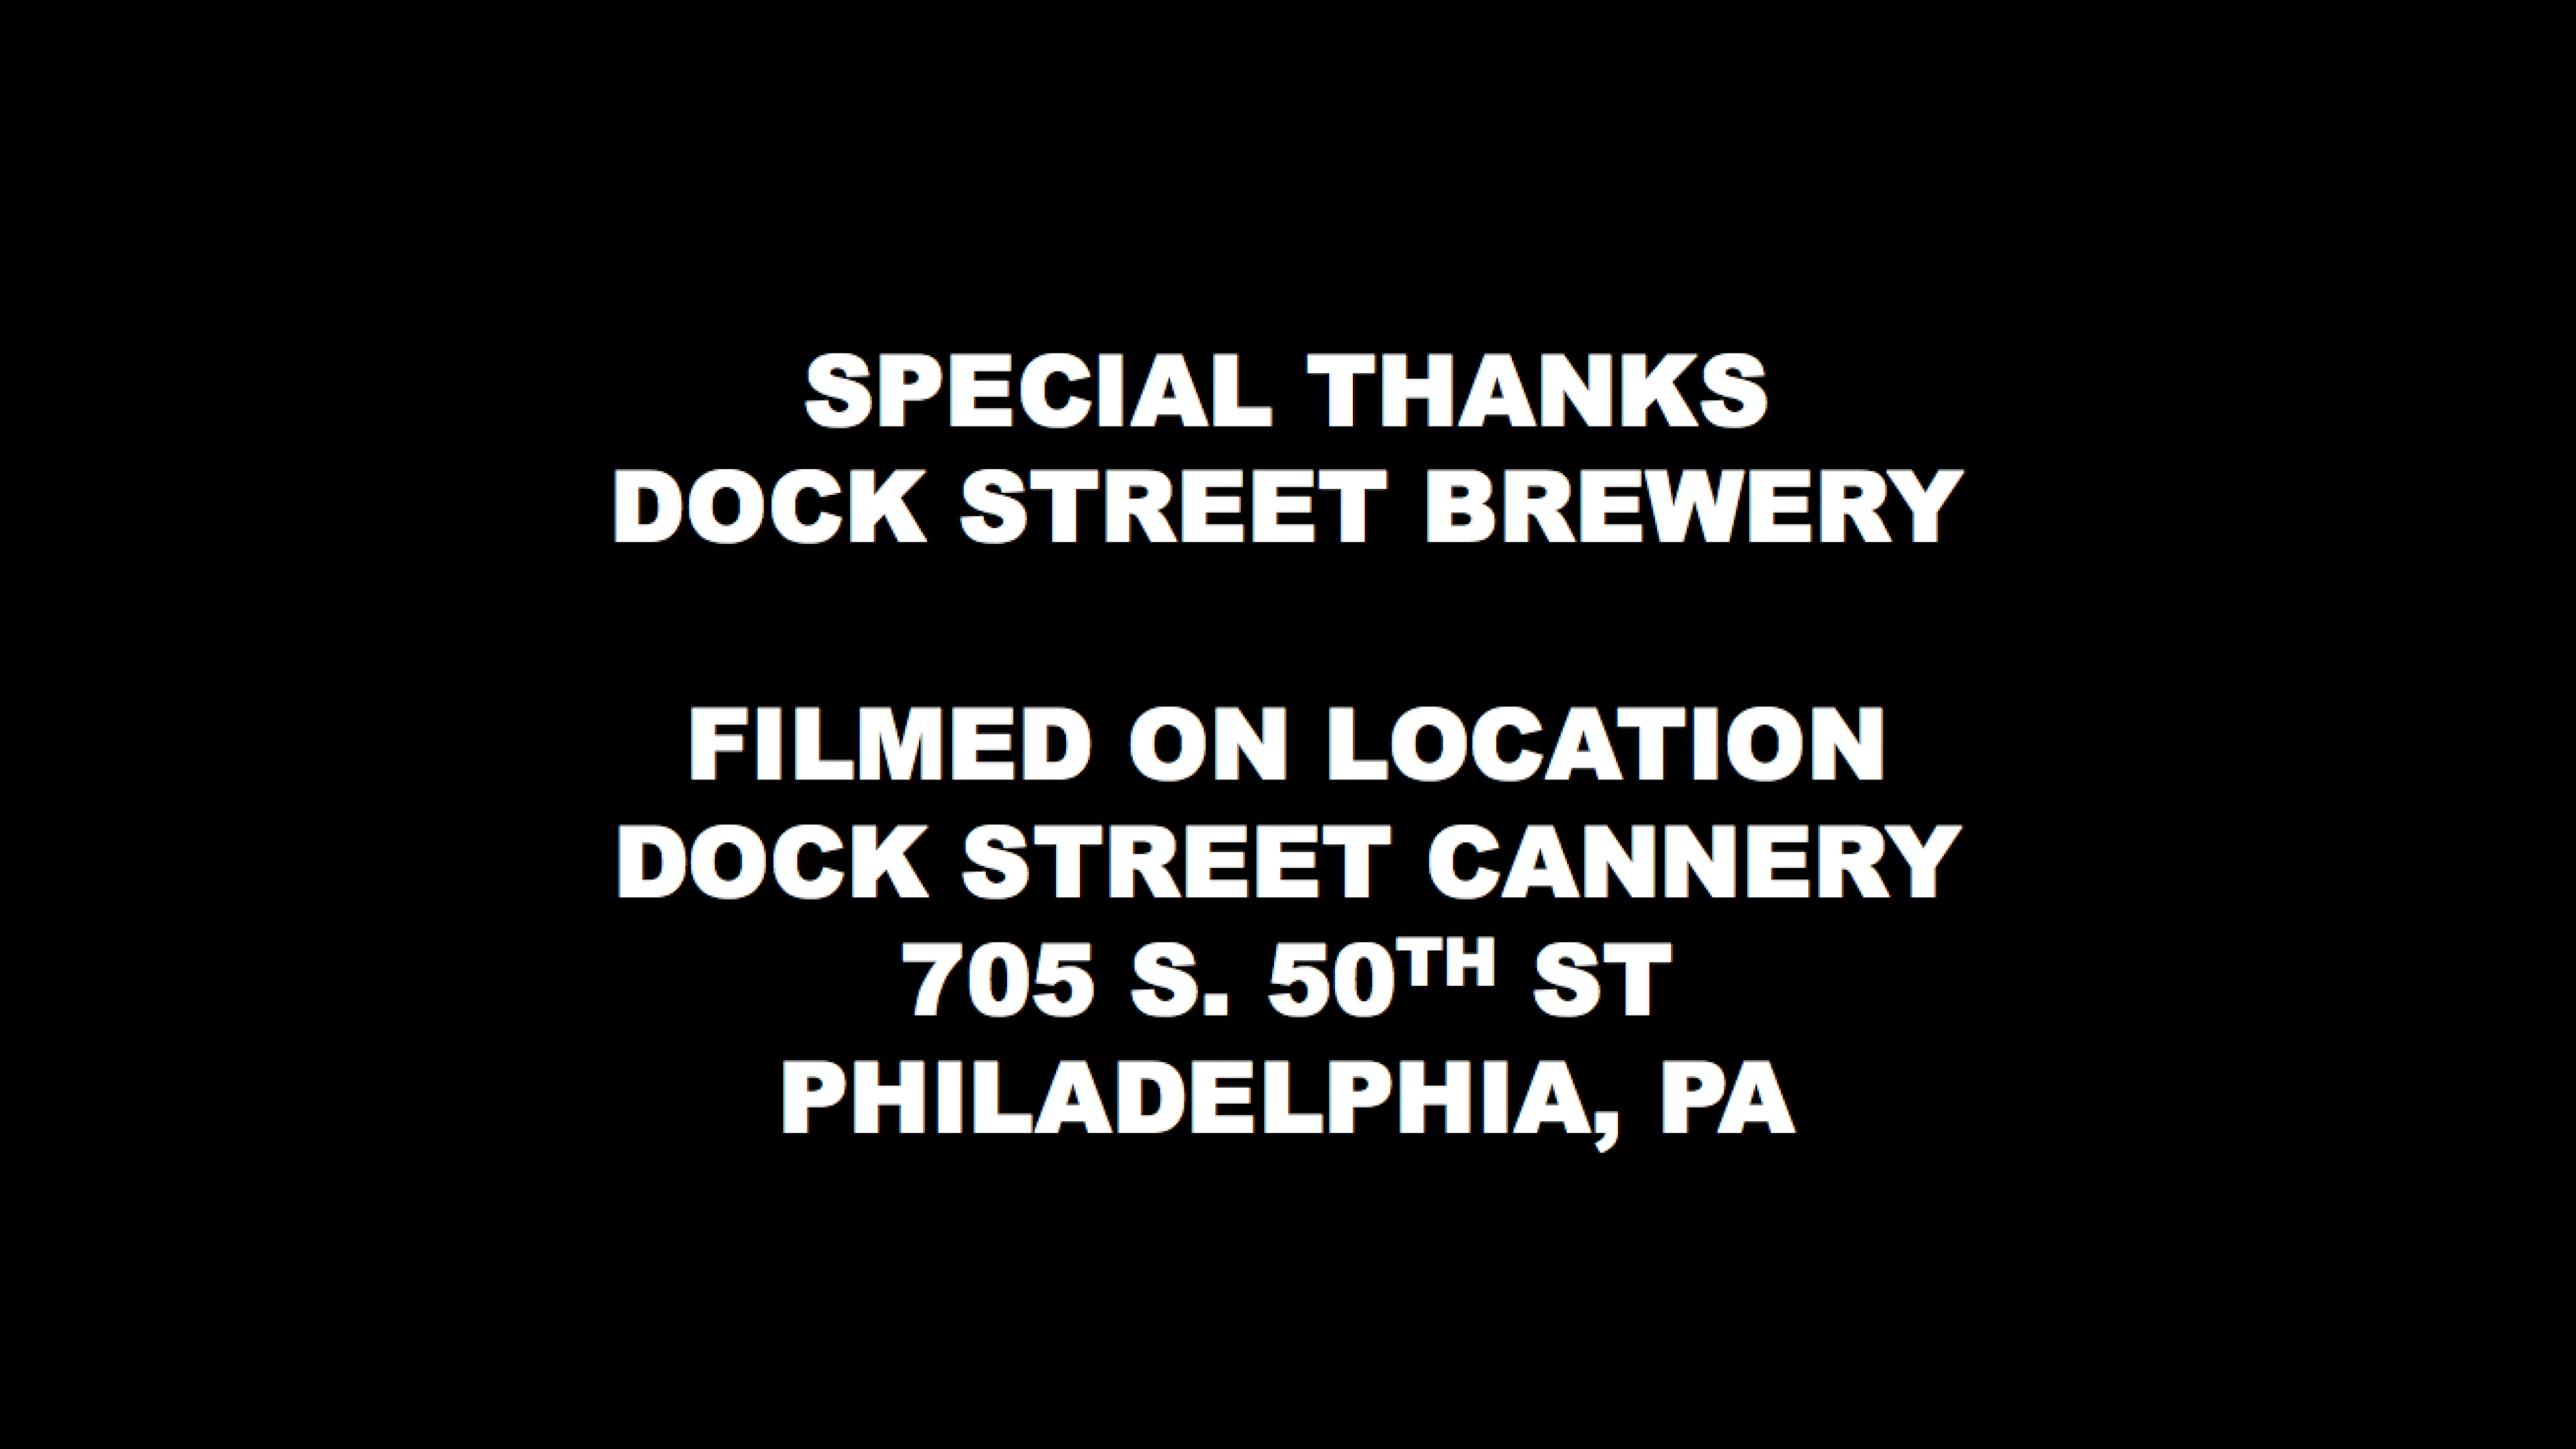 SPECIAL THANKS
DOCK STREET BREWERY
FILMED ON LOCATION
DOCK STREET CANNERY
705 S. 50TH ST
PHILADELPHIA, PA